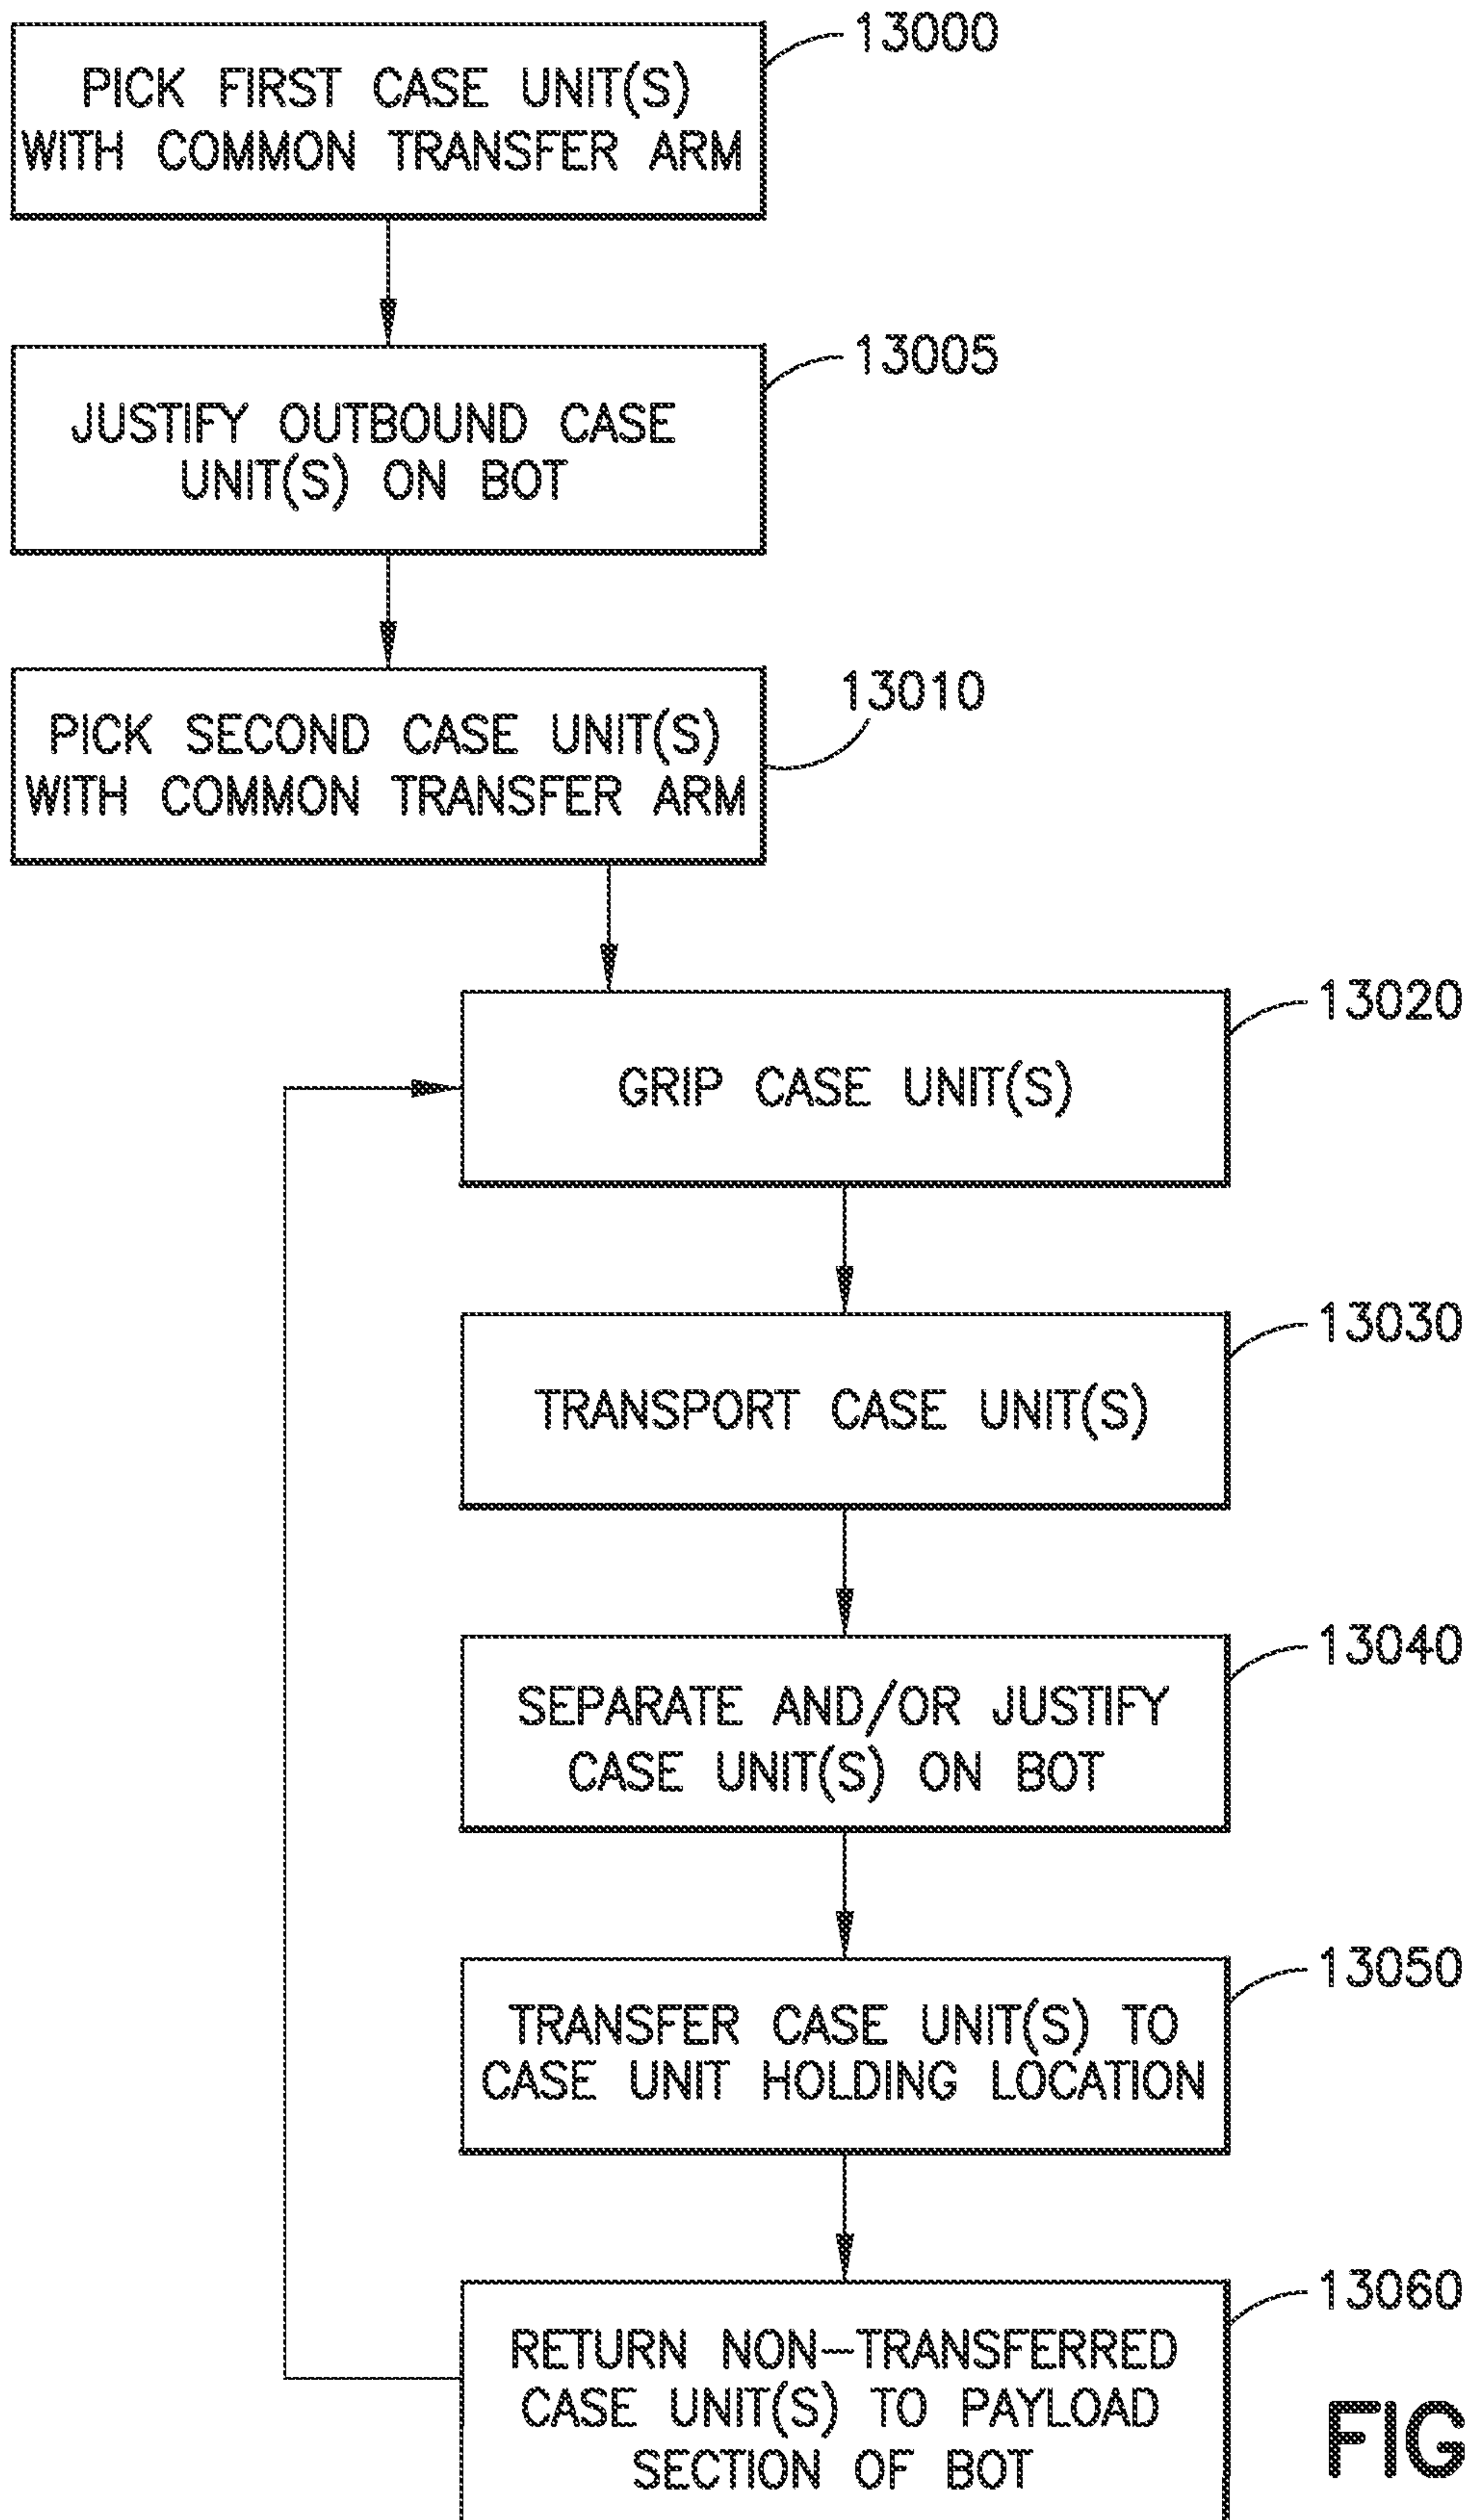 13000
PICK FIRST CASE UNIT(S)
WITH COMMON TRANSFER ARM
13005
JUSTIFY OUTBOUND CASE
UNIT(S) ON BOT
13010
PICK SECOND CASE UNIT(S)
WITH COMMON TRANSFER ARM
13020
GRIP CASE UNIT(S)
13030
TRANSPORT CASE UNIT(S)
13040
SEPARATE AND/OR JUSTIFY
CASE UNIT(S) ON BOT
13050
TRANSFER CASE UNIT(S) TO
CASE UNIT HOLDING LOCATION
13060
RETURN NON-TRANSFERRED
CASE UNIT(S) TO PAYLOAD
SECTION OF BOT
FIG